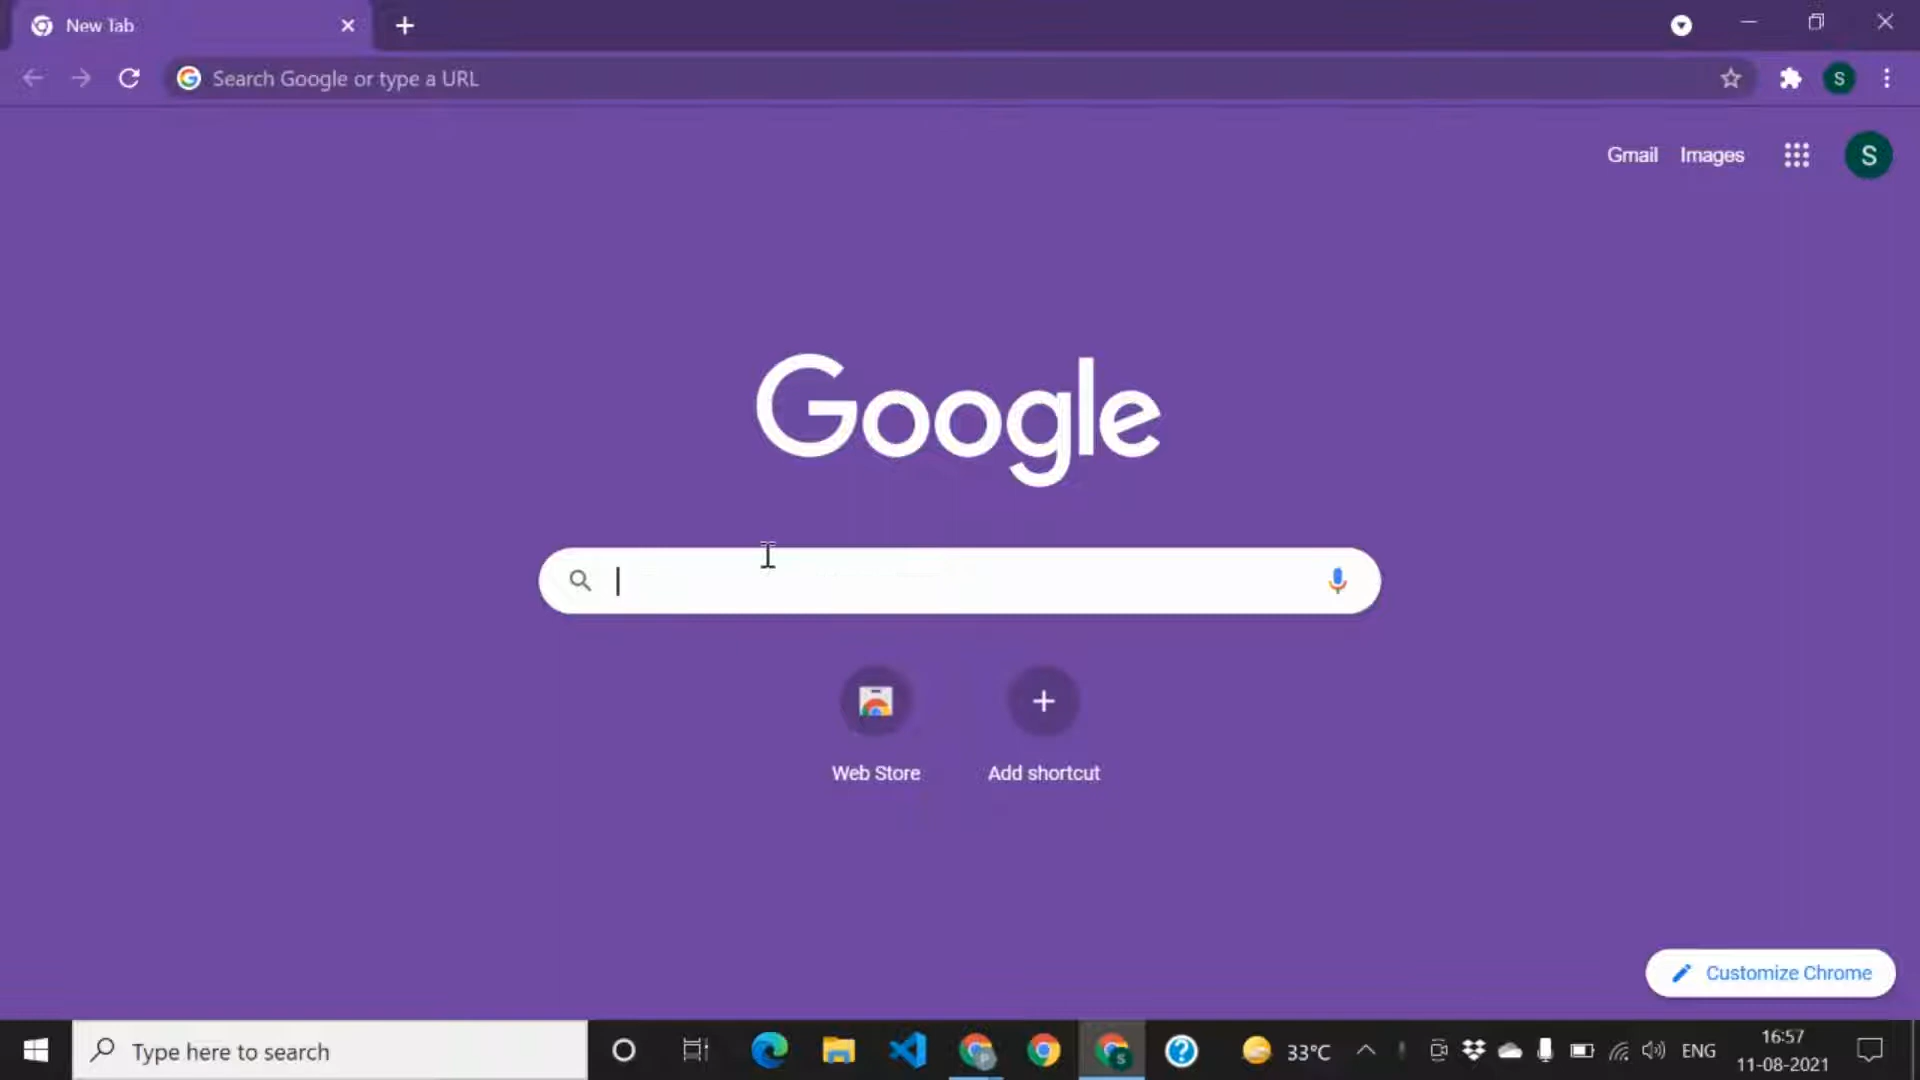 New Tab
Search Google or type a URL
S
Gmail Images
S
Google
Web Store Add shortcut
Customize Chrome
Type here to search
S
33°C
ENG
16:57
11-08-2021